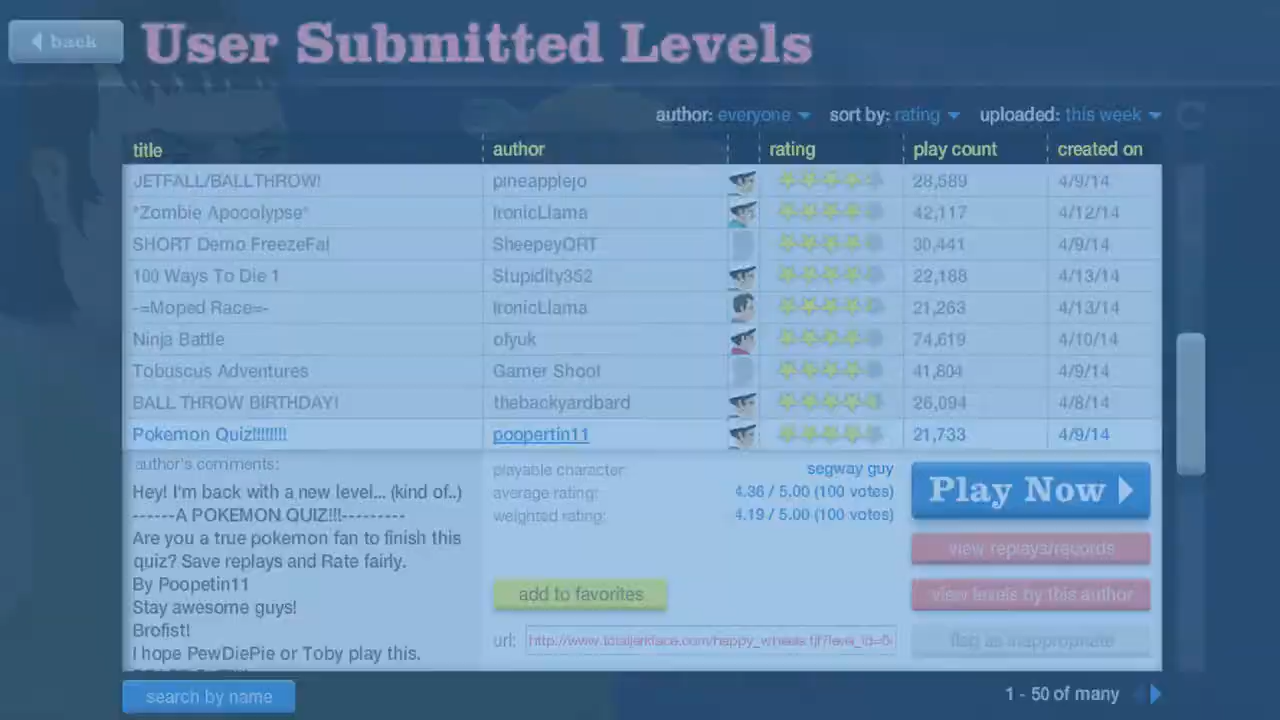 back
User Submitted Levels
author: everyone sort by: rating uploaded: this week
title author rating play count created on
JETFALL/BALLTHROW! pineapplejo 28,589 4/9/14
*Zombie Apocolypse* IronicLlama 42,117 4/12/14
SHORT Demo FreezeFal SheepeyORT 30,441 4/9/14
100 Ways To Die 1 Stupidity352 22,188 4/13/14
-=Moped Race=- IronicLlama 21,263 4/13/14
Ninja Battle ofyuk 74,619 4/10/14
Tobuscus Adventures Gamer Shoot 41,804 4/9/14
BALL THROW BIRTHDAY! thebackyardbard 26,094 4/8/14
Pokemon Quiz!!!!!!!! poopertin11 21,733 4/9/14
author's comments:
Hey! I'm back with a new level... (kind of..)
------A POKEMON QUIZ!!!---------
Are you a true pokemon fan to finish this
quiz? Save replays and Rate fairly.
By Poopetin11
Stay awesome guys!
Brofist!
I hope PewDiePie or Toby play this.
playable character: segway guy
average rating: 4.36 / 5.00 (100 votes)
weighted rating: 4.19 / 5.00 (100 votes)
add to favorites
url: http://www.totaljerkface.com/happy_wheels.tjf?level_id=6
Play Now
view replays/records
view levels by this author
flag as inappropriate
search by name
1 - 50 of many